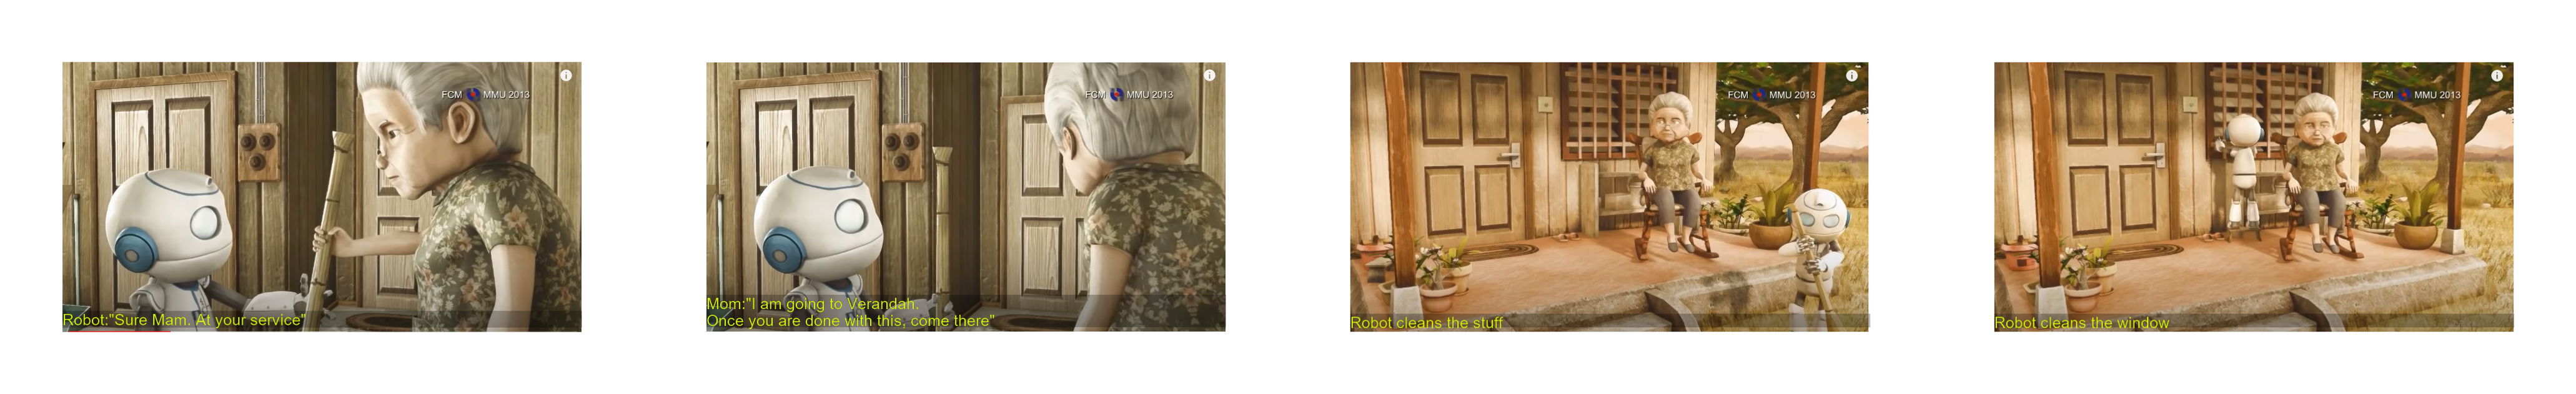 FCM MMU 2013
Robot:"Sure Mam. At your service"
FCM MMU 2013
Mom:"I am going to Verandah.
Once you are done with this, come there"
FCM MMU 2013
Robot cleans the stuff
FCM MMU 2013
Robot cleans the window